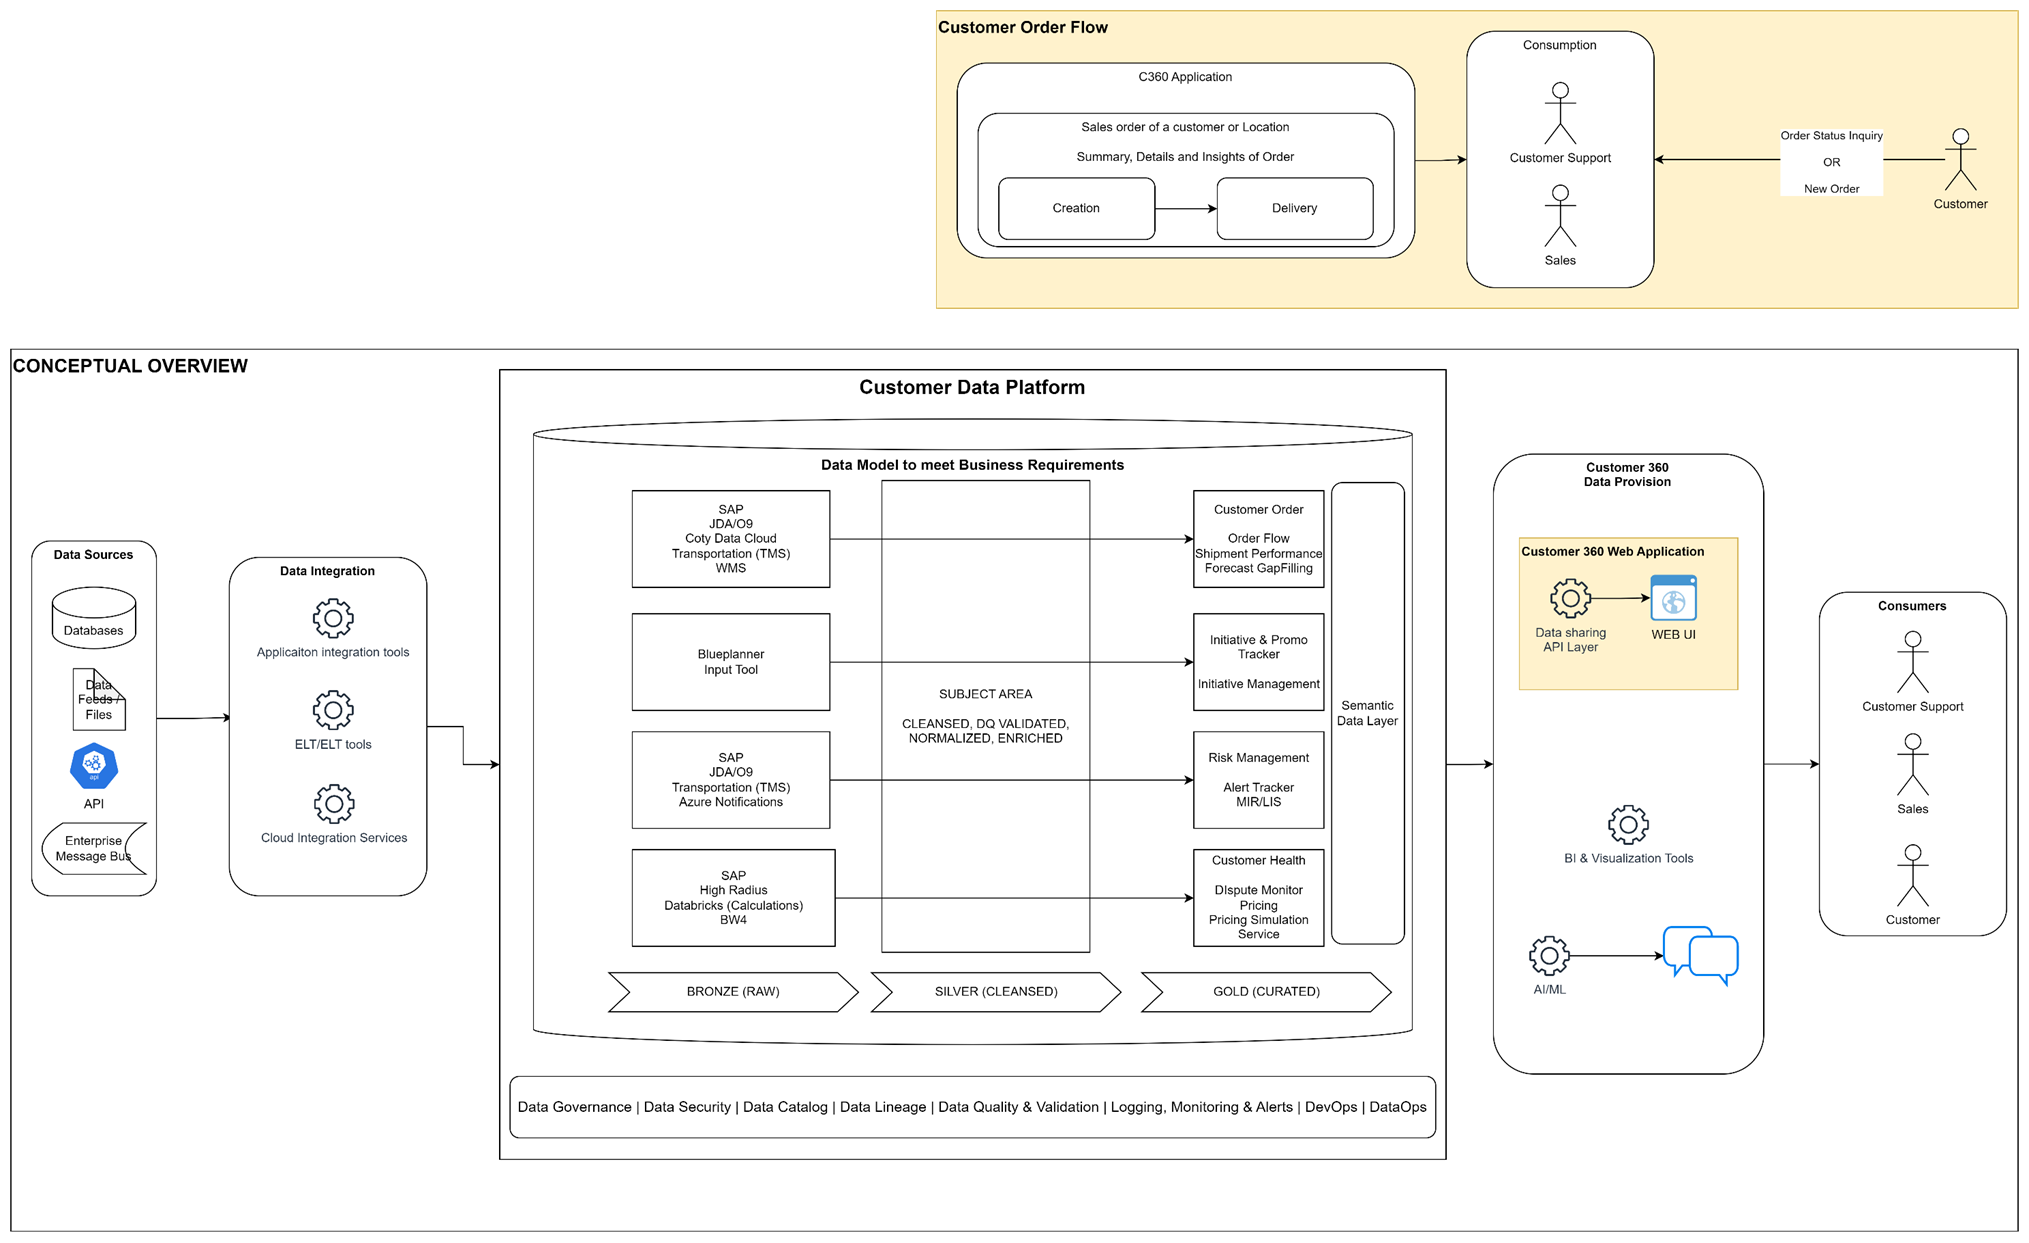 Customer Order Flow
C360 Application
Sales order of a customer or Location
Summary, Details and Insights of Order
Creation
Delivery
Consumption
Customer Support
Sales
Order Status Inquiry
OR
New Order
Customer
CONCEPTUAL OVERVIEW
Data Sources
Databases
Data
Feeds /
Files
api
API
Enterprise
Message Bus
Data Integration
Applicaiton integration tools
ELT/ELT tools
Cloud Integration Services
Customer Data Platform
Data Model to meet Business Requirements
SAP
JDA/O9
Coty Data Cloud
Transportation (TMS)
WMS
Blueplanner
Input Tool
SAP
JDA/O9
Transportation (TMS)
Azure Notifications
SAP
High Radius
Databricks (Calculations)
BW4
SUBJECT AREA
CLEANSED, DQ VALIDATED,
NORMALIZED, ENRICHED
Customer Order
Order Flow
Shipment Performance
Forecast GapFilling
Initiative & Promo
Tracker
Initiative Management
Risk Management
Alert Tracker
MIR/LIS
Customer Health
DIspute Monitor
Pricing
Pricing Simulation
Service
Semantic
Data Layer
BRONZE (RAW)
SILVER (CLEANSED)
GOLD (CURATED)
Data Governance | Data Security | Data Catalog | Data Lineage | Data Quality & Validation | Logging, Monitoring & Alerts | DevOps | DataOps
Customer 360
Data Provision
Customer 360 Web Application
Data sharing
API Layer
WEB UI
BI & Visualization Tools
AI/ML
Consumers
Customer Support
Sales
Customer